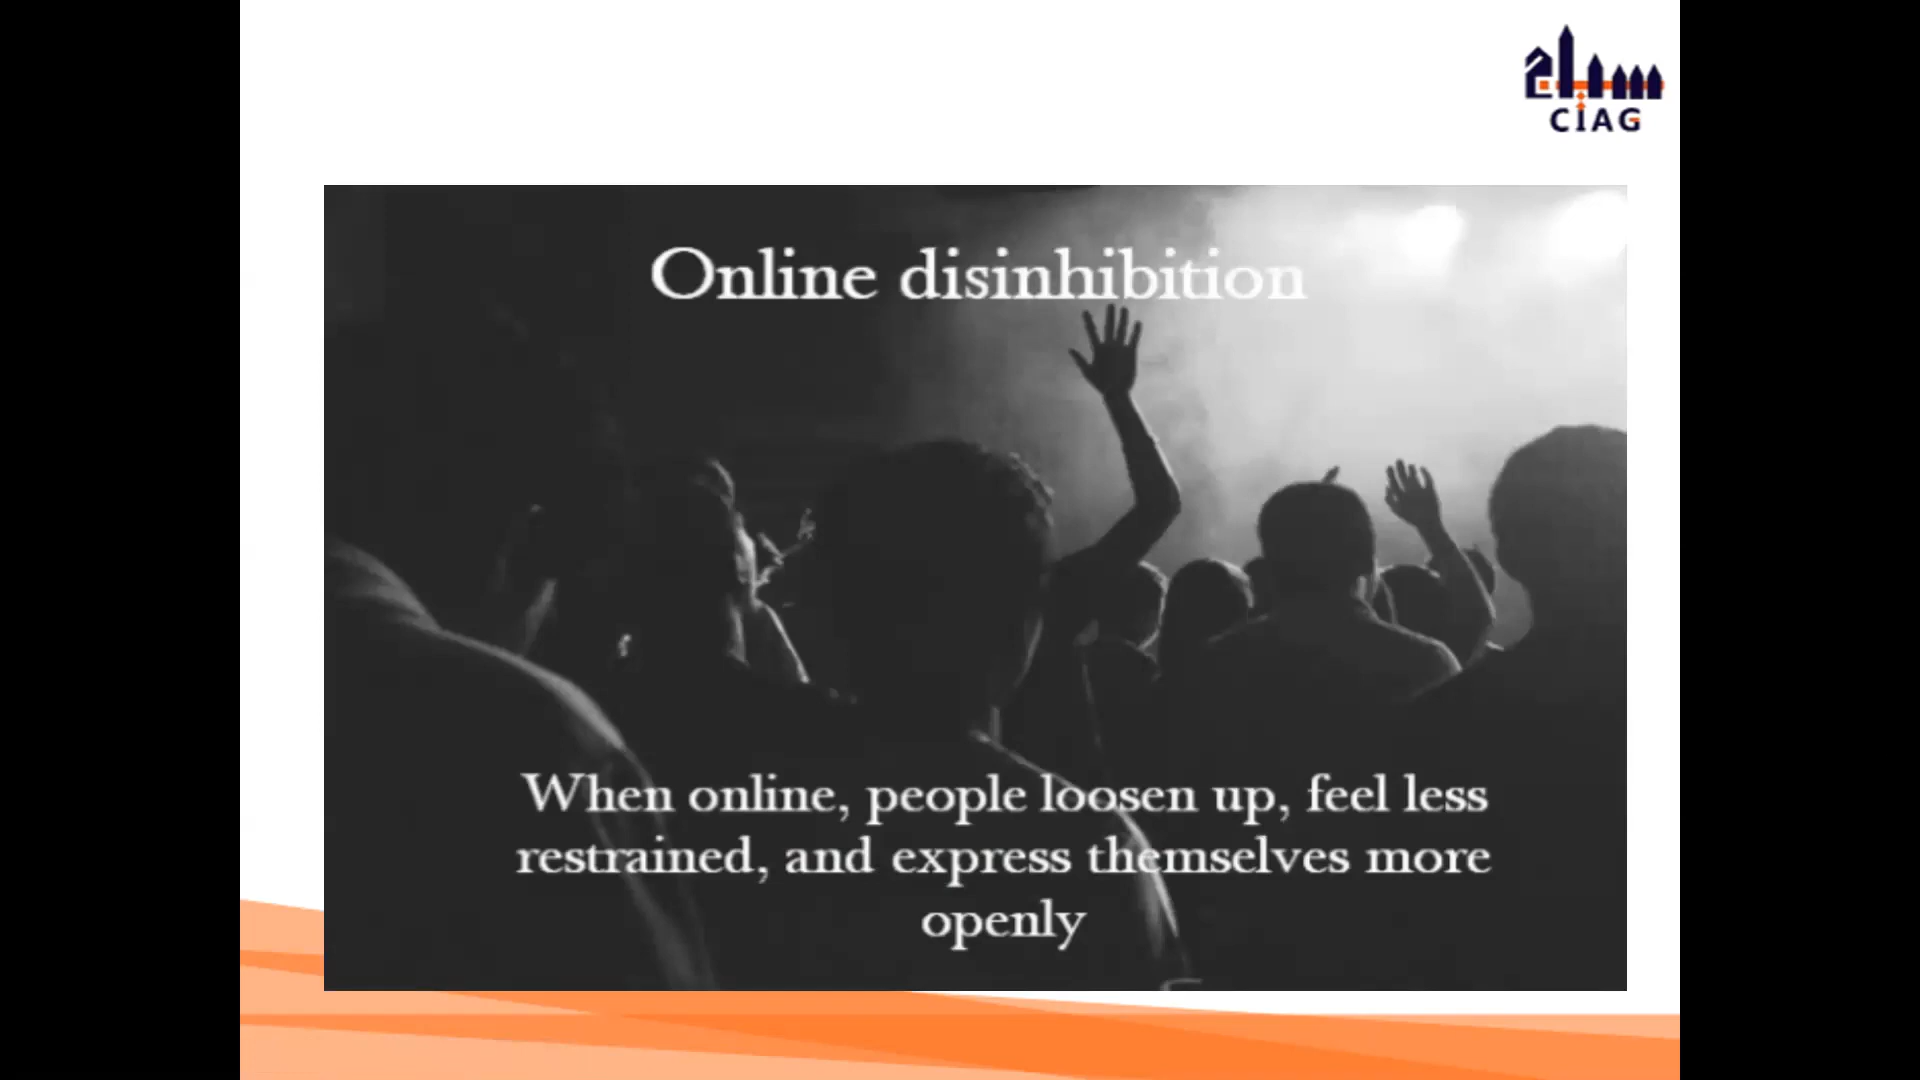 CIAG
Online disinhibition
When online, people loosen up, feel less
restrained, and express themselves more
openly